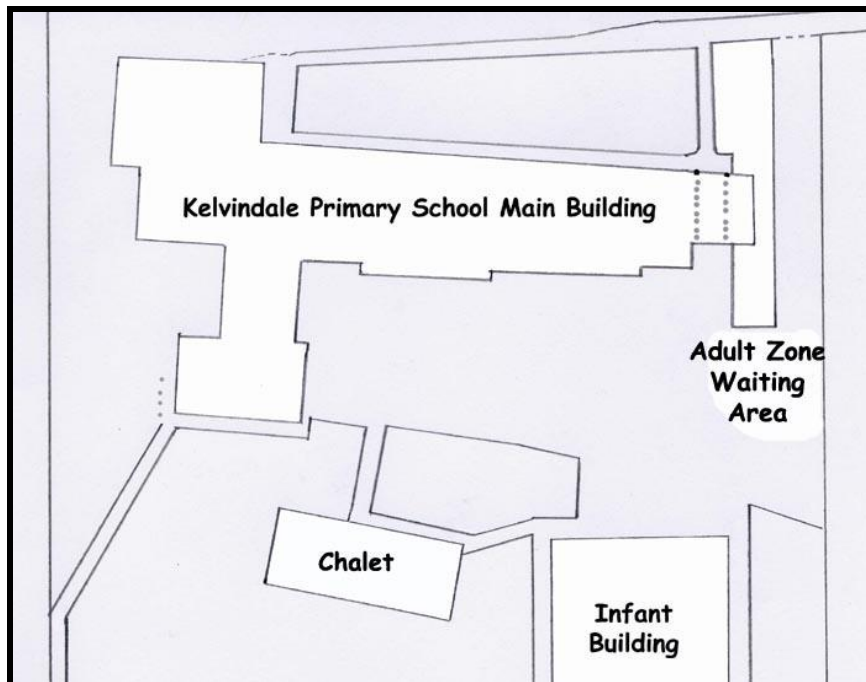 Kelvindale Primary School Main Building
Adult Zone
Waiting
Area
Chalet
Infant
Building